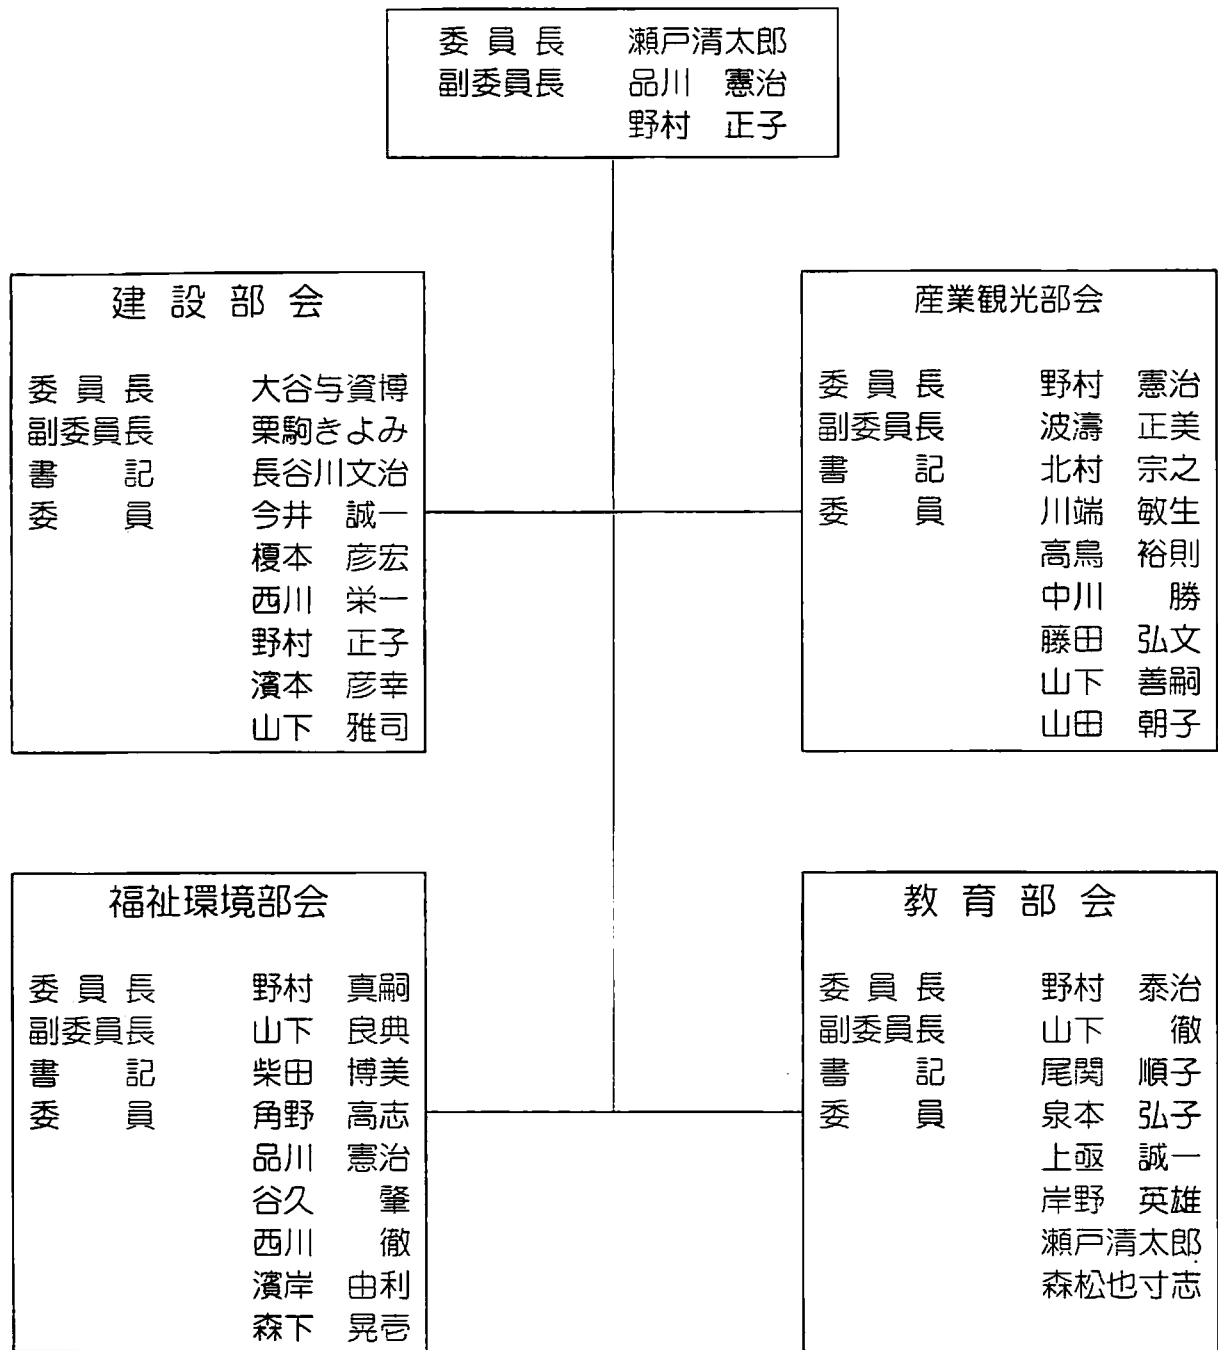 委員長 瀬戸清太郎
副委員長 品川 憲治
野村 正子
建設部会
委員長 大谷与資博
副委員長 栗駒きよみ
書記 長谷川文治
委員 今井 誠一
榎本 彦宏
西川 栄一
野村 正子
濱本 彦幸
山下 雅司
産業観光部会
委員長 野村 憲治
副委員長 波濤 正美
書記 北村 宗之
委員 川端 敏生
高鳥 裕則
中川 勝
藤田 弘文
山下 善嗣
山田 朝子
福祉環境部会
委員長 野村 真嗣
副委員長 山下 良典
書記 柴田 博美
委員 角野 高志
品川 憲治
谷久 肇
西川 徹
濱岸 由利
森下 晃壱
教育部会
委員長 野村 泰治
副委員長 山下 徹
書記 尾関 順子
委員 泉本 弘子
上亟 誠一
岸野 英雄
瀬戸清太郎
森松也寸志